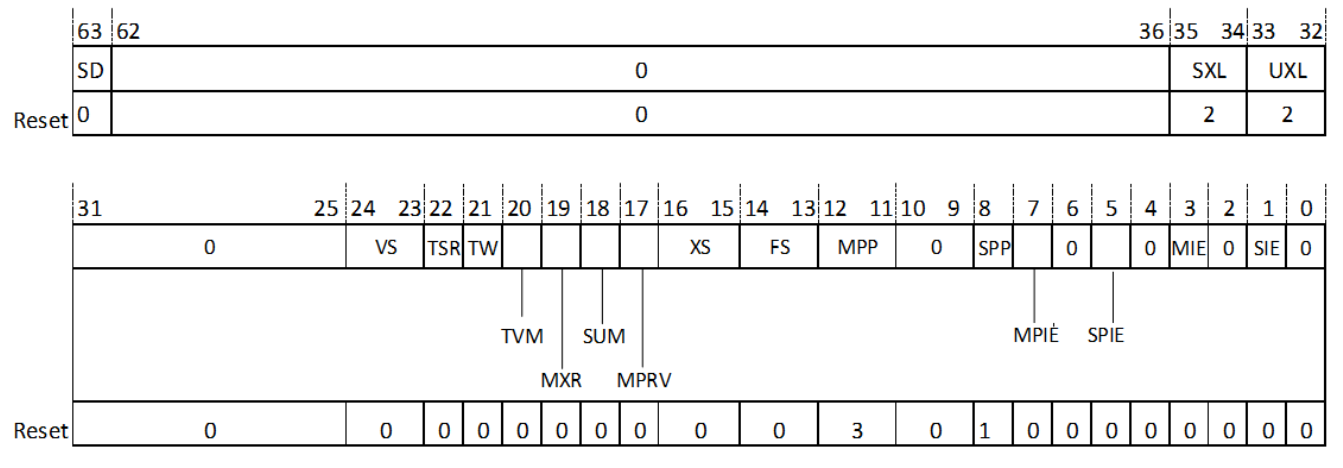 63 62 36 35 34 33 32
SD 0 SXL UXL
Reset 0 0 2 2
31 25 24 23 22 21 20 19 18 17 16 15 14 13 12 11 10 9 8 7 6 5 4 3 2 1 0
0 VS TSR TW XS FS MPP 0 SPP 0 0 MIE 0 SIE 0
TVM SUM MPIE SPIE
MXR MPRV
Reset 0 0 0 0 0 0 0 0 0 0 3 0 1 0 0 0 0 0 0 0 0